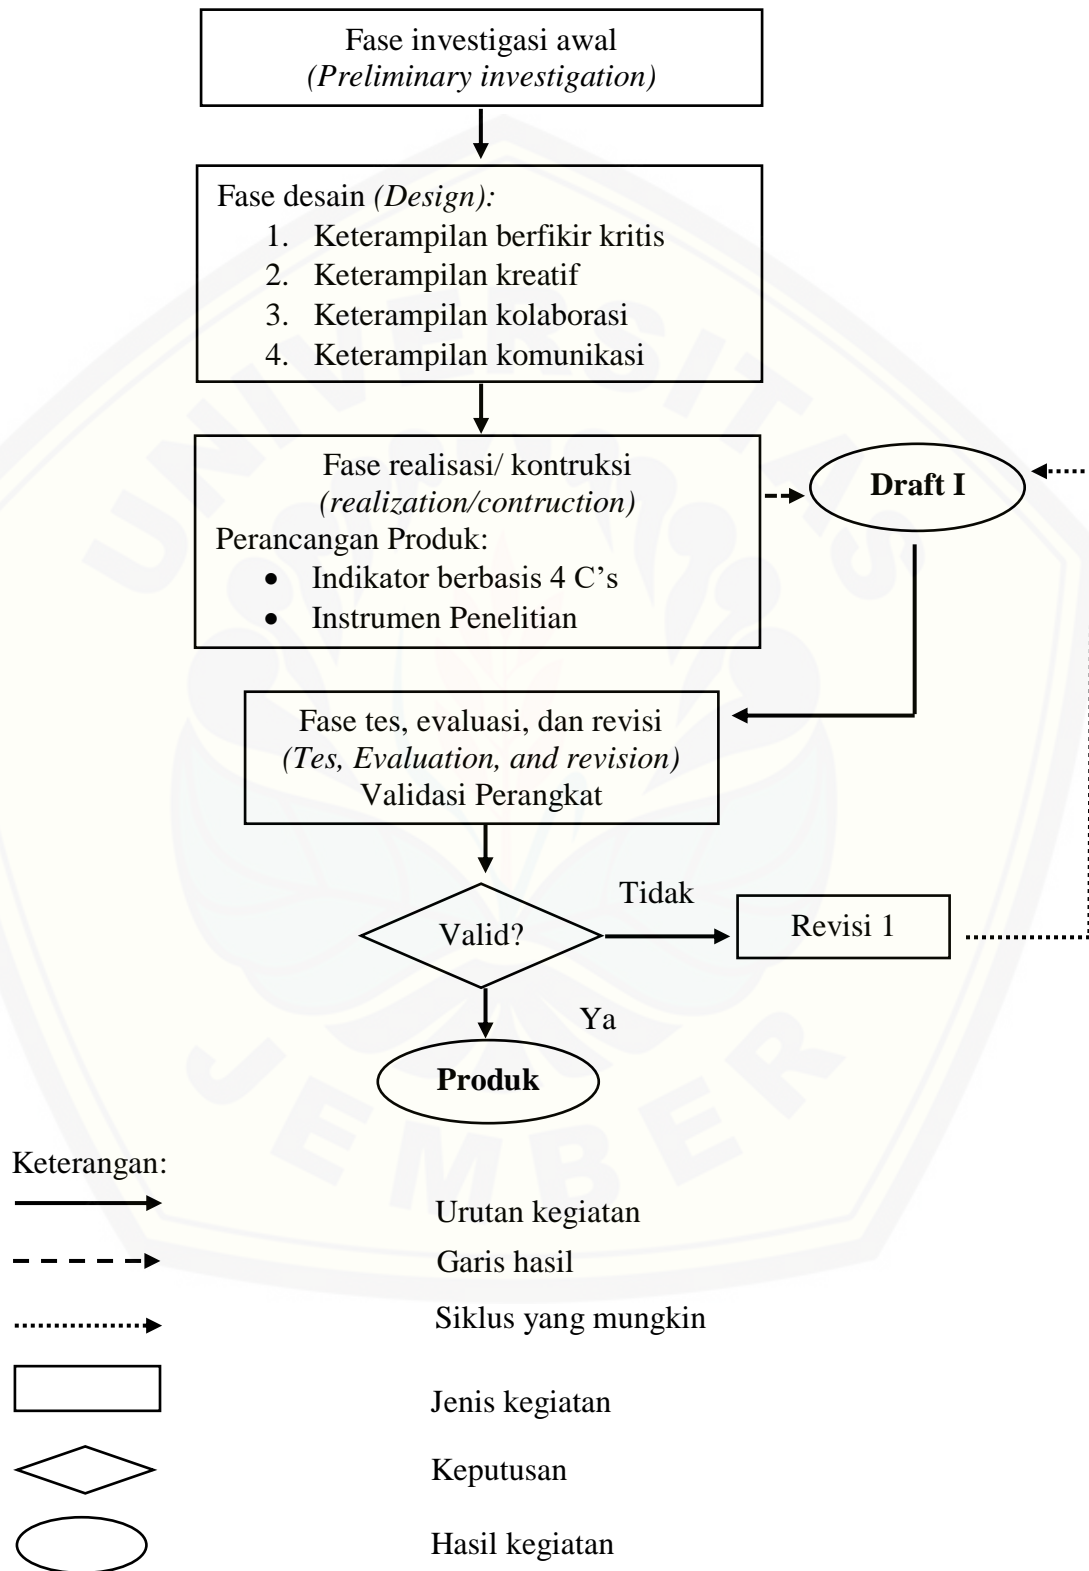 Fase investigasi awal
(Preliminary investigation)
Fase desain (Design):
1. Keterampilan berfikir kritis
2. Keterampilan kreatif
3. Keterampilan kolaborasi
4. Keterampilan komunikasi
Fase realisasi/ kontruksi
(realization/contruction)
Perancangan Produk:
• Indikator berbasis 4 C’s
• Instrumen Penelitian
Draft I
Fase tes, evaluasi, dan revisi
(Tes, Evaluation, and revision)
Validasi Perangkat
Valid?
Tidak
Revisi 1
Ya
Produk
Keterangan:
Urutan kegiatan
Garis hasil
Siklus yang mungkin
Jenis kegiatan
Keputusan
Hasil kegiatan
UNIVERSITAS
JEMBER